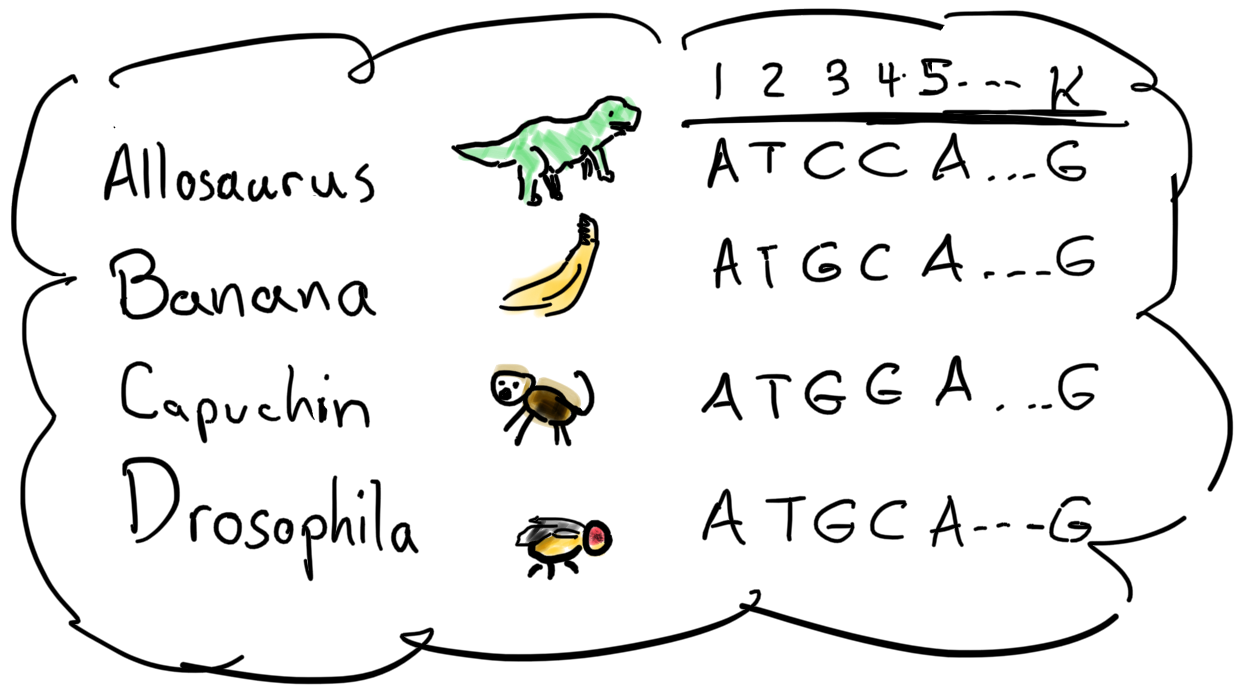 1 2 3 4 5 --- K
Allosaurus A T C C A ... G
Banana A T G C A ---- G
Capuchin A T G G A ... G
Drosophila A T G C A --- G